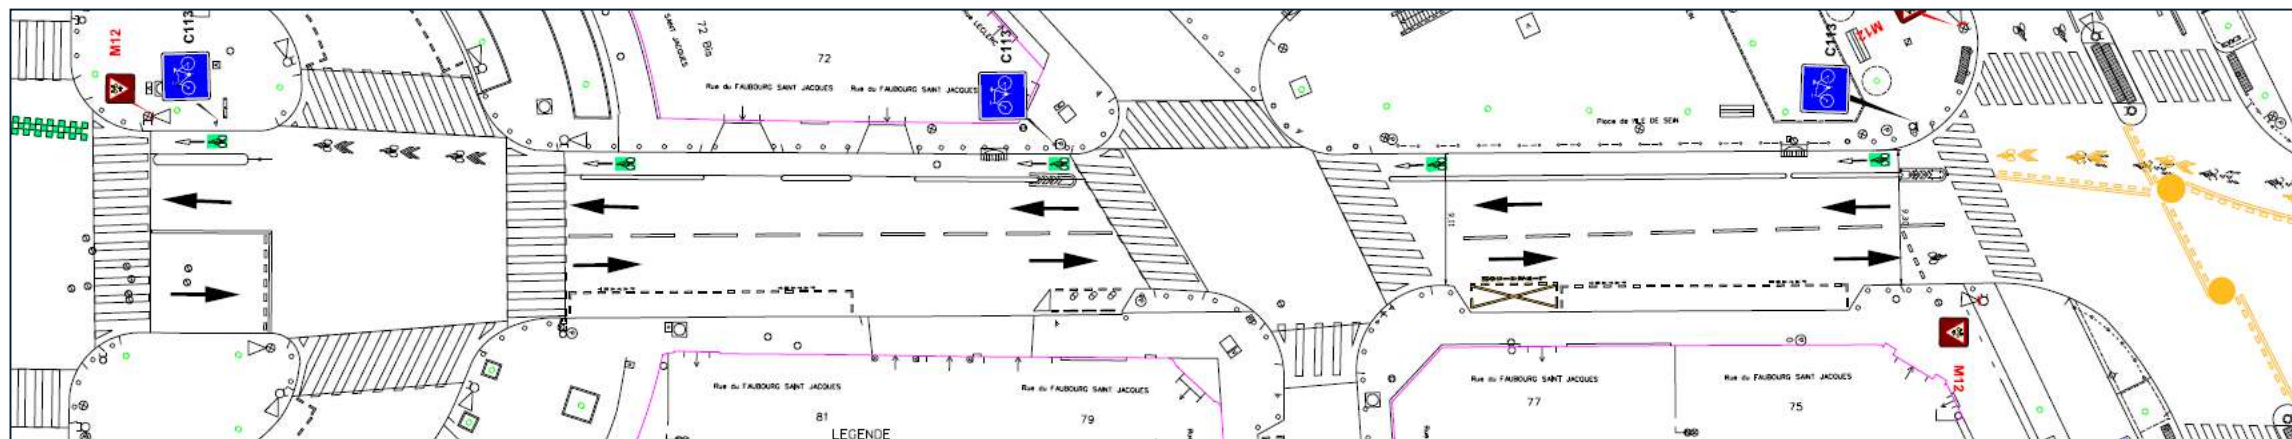 M12
C113
SAINT JACQUES
72 Bis
72
Rue LECLERC
C113
Rue du FAUBOURG SAINT JACQUES
Rue du FAUBOURG SAINT JACQUES
C113
M12
Place de l'ILE DE SEIN
Rue du FAUBOURG SAINT JACQUES
81
LEGENDE
Rue du FAUBOURG SAINT JACQUES
79
Rue du FAUBOURG SAINT JACQUES
77
Rue du FAUBOURG SAINT JACQUES
75
M12